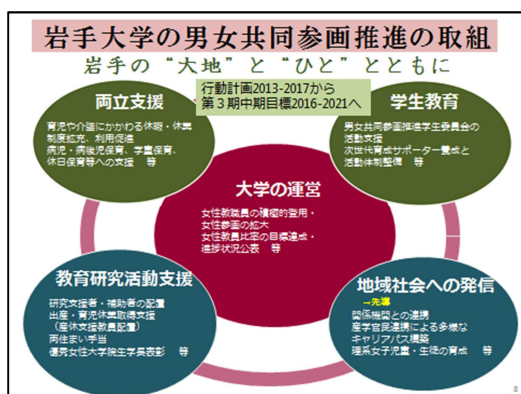 岩手大学の男女共同参画推進の取組
岩手の“大地”と“ひと”とともに
行動計画2013-2017から
第3期中期目標2016-2021へ
両立支援
育児や介護にかかわる休暇・休業
制度拡充、利用促進
病児・病後児保育、学童保育、
休日保育等への支援 等
学生教育
男女共同参画推進学生委員会の
活動支援
次世代育成サポーター養成と
活動体制整備 等
大学の運営
女性教職員の積極的登用・
女性参画の拡大
女性教員比率の目標達成・
進捗状況公表 等
教育研究活動支援
研究支援者・補助者の配置
出産・育児休業取得支援
(産休支援教員配置)
両住まい手当
優秀女性大学院生学長表彰 等
地域社会への発信
→先導
関係機関との連携
産学官民連携による多様な
キャリアパス構築
理系女子児童・生徒の育成 等
8